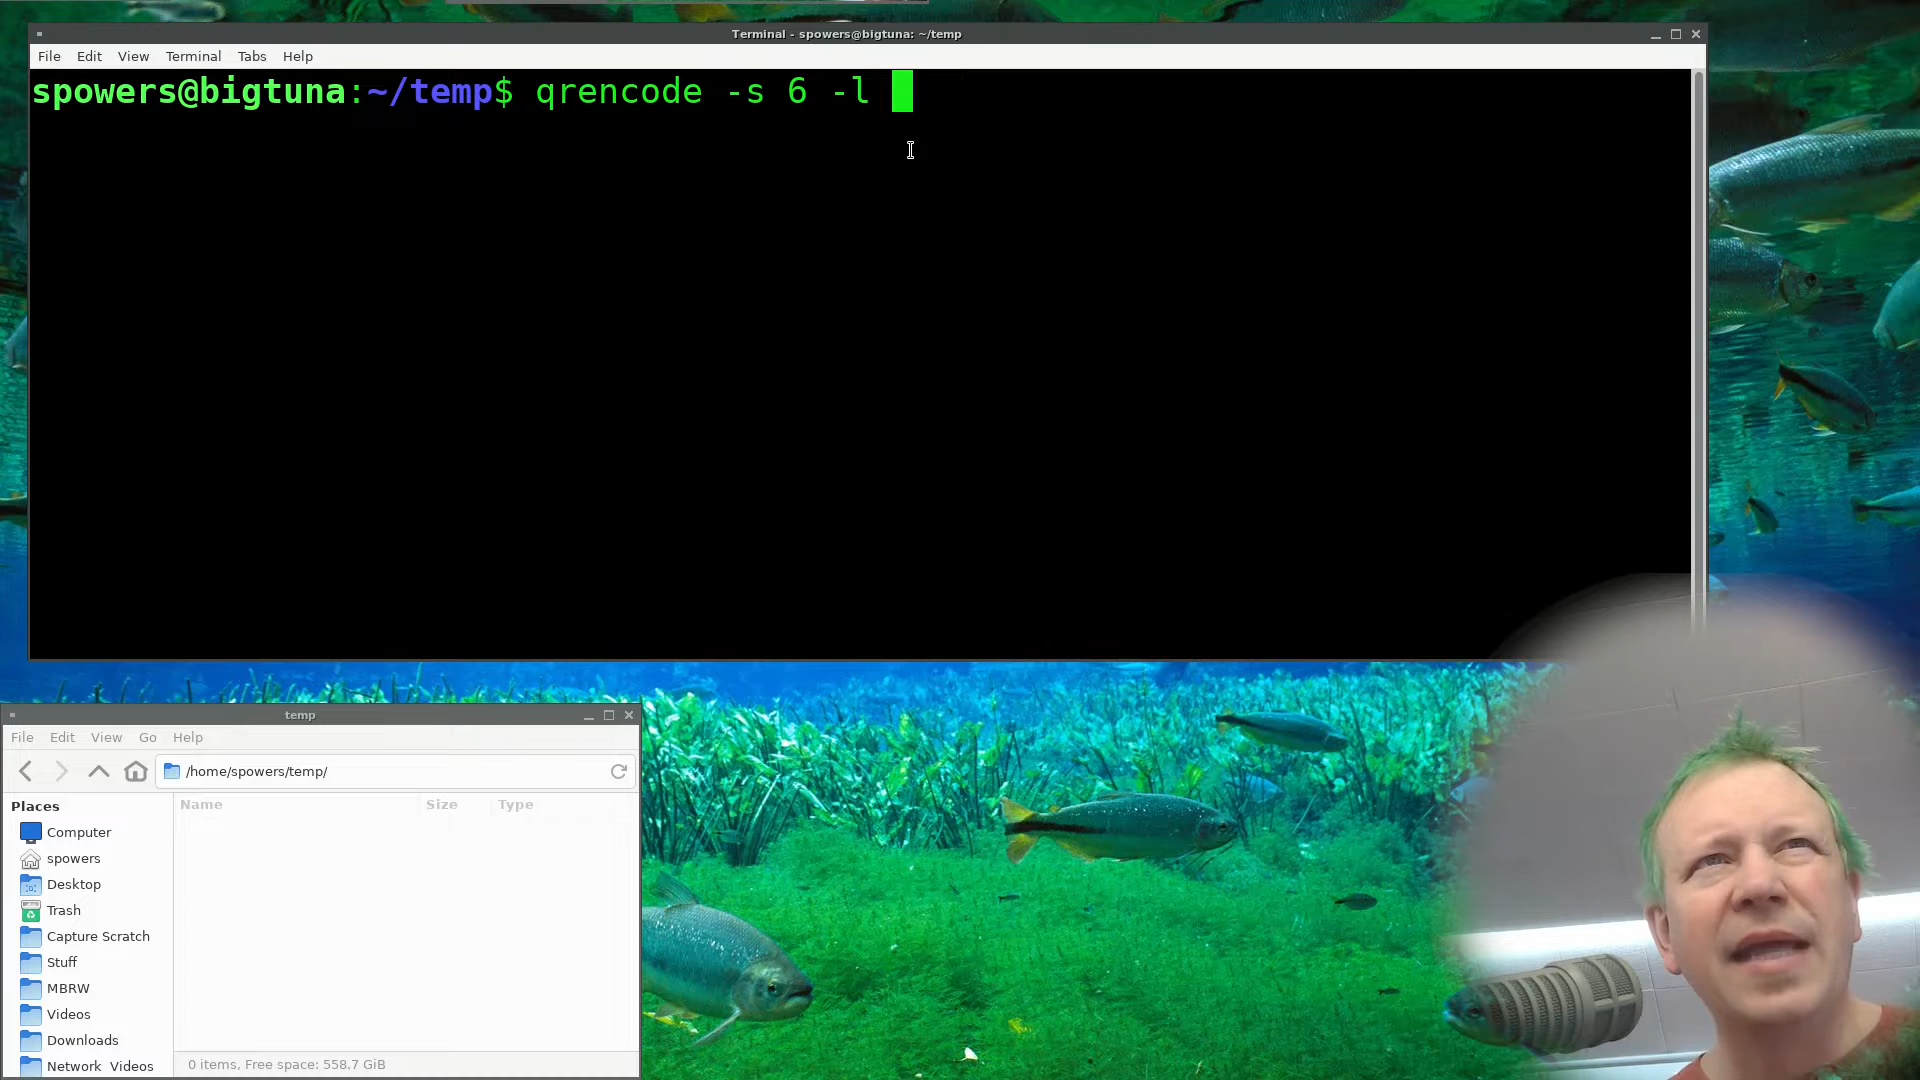 Terminal - spowers@bigtuna: ~/temp
File Edit View Terminal Tabs Help
spowers@bigtuna:~/temp$ qrencode -s 6 -l
temp
File Edit View Go Help
/home/spowers/temp/
Places
Name Size Type
Computer
spowers
Desktop
Trash
Capture Scratch
Stuff
MBRW
Videos
Downloads
Network Videos
0 items, Free space: 558.7 GiB